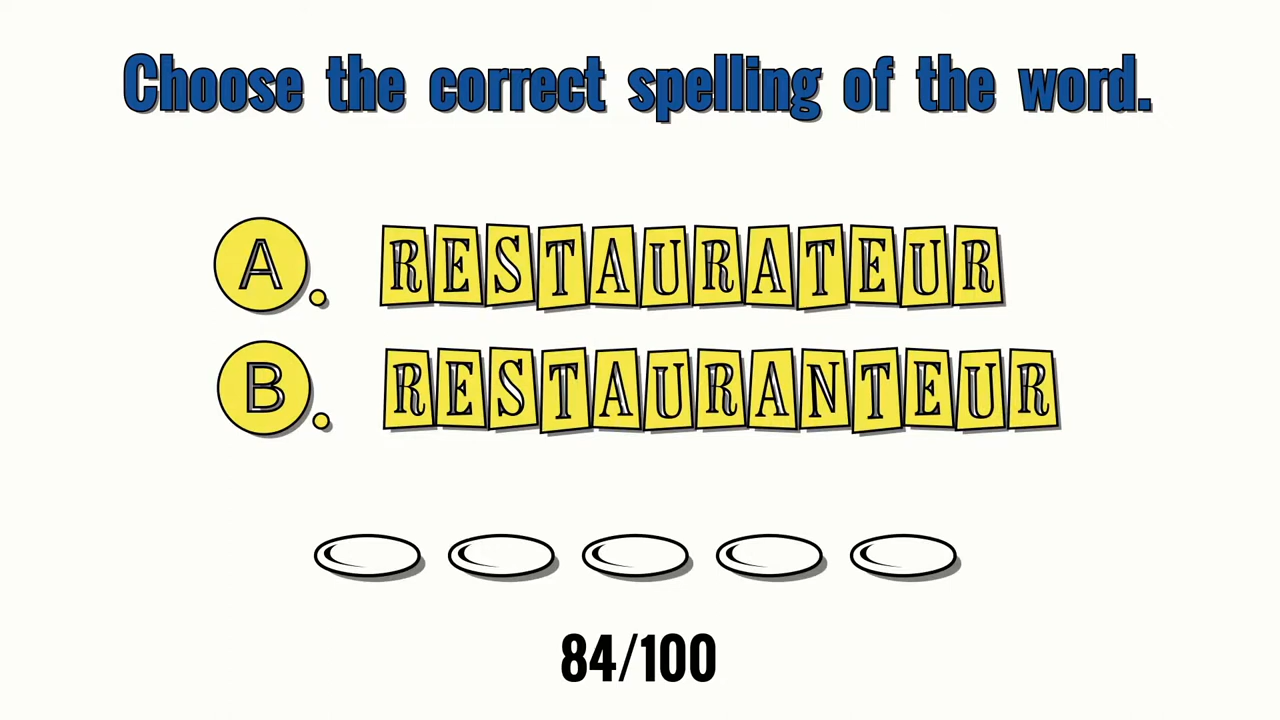 Choose the correct spelling of the word.
A. RESTAURATEUR
B. RESTAURANTEUR
84/100